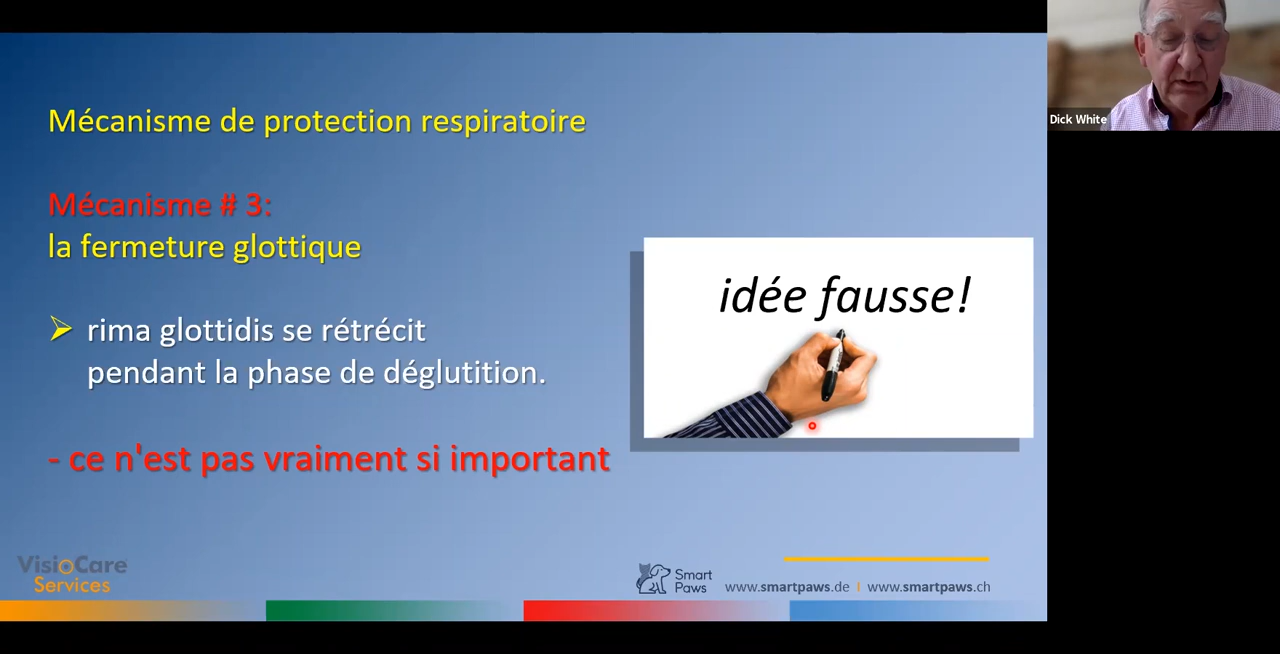 Mécanisme de protection respiratoire
Mécanisme # 3:
la fermeture glottique
rima glottidis se rétrécit
pendant la phase de déglutition.
- ce n'est pas vraiment si important
idée fausse!
Dick White
VisioCare
Services
Smart
Paws
www.smartpaws.de I www.smartpaws.ch